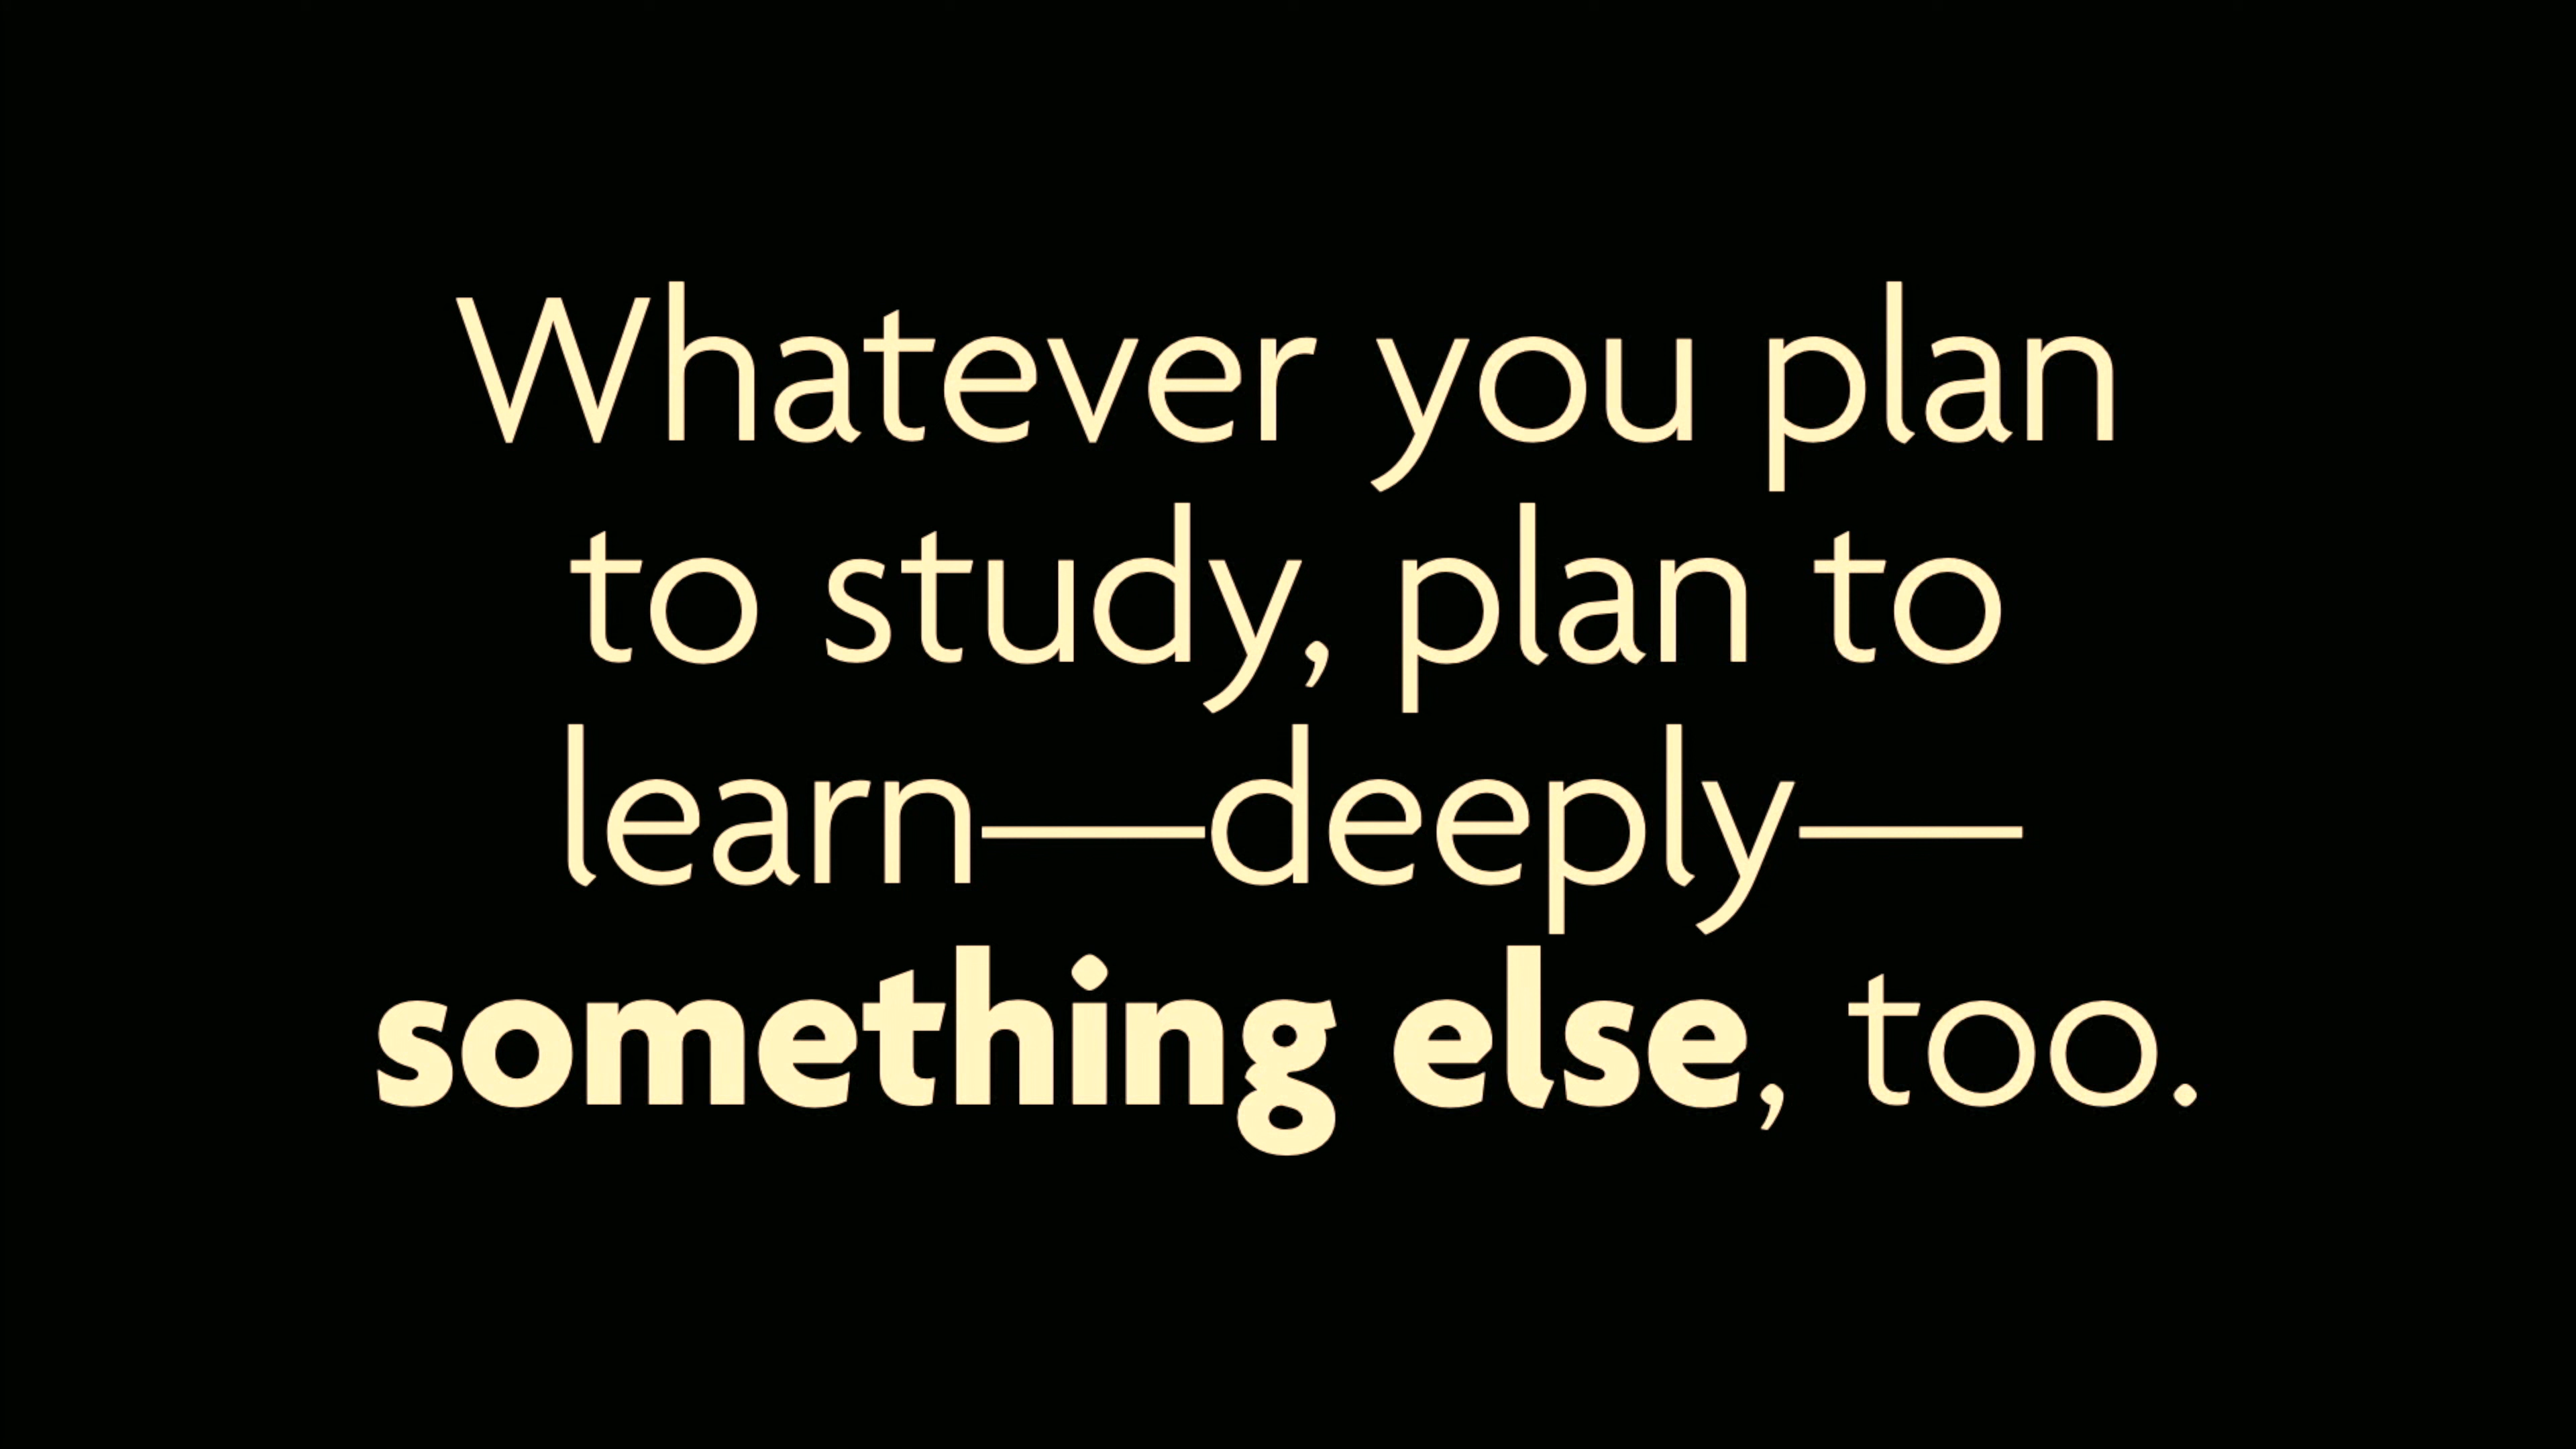 Whatever you plan
to study, plan to
learn—deeply—
something else, too.